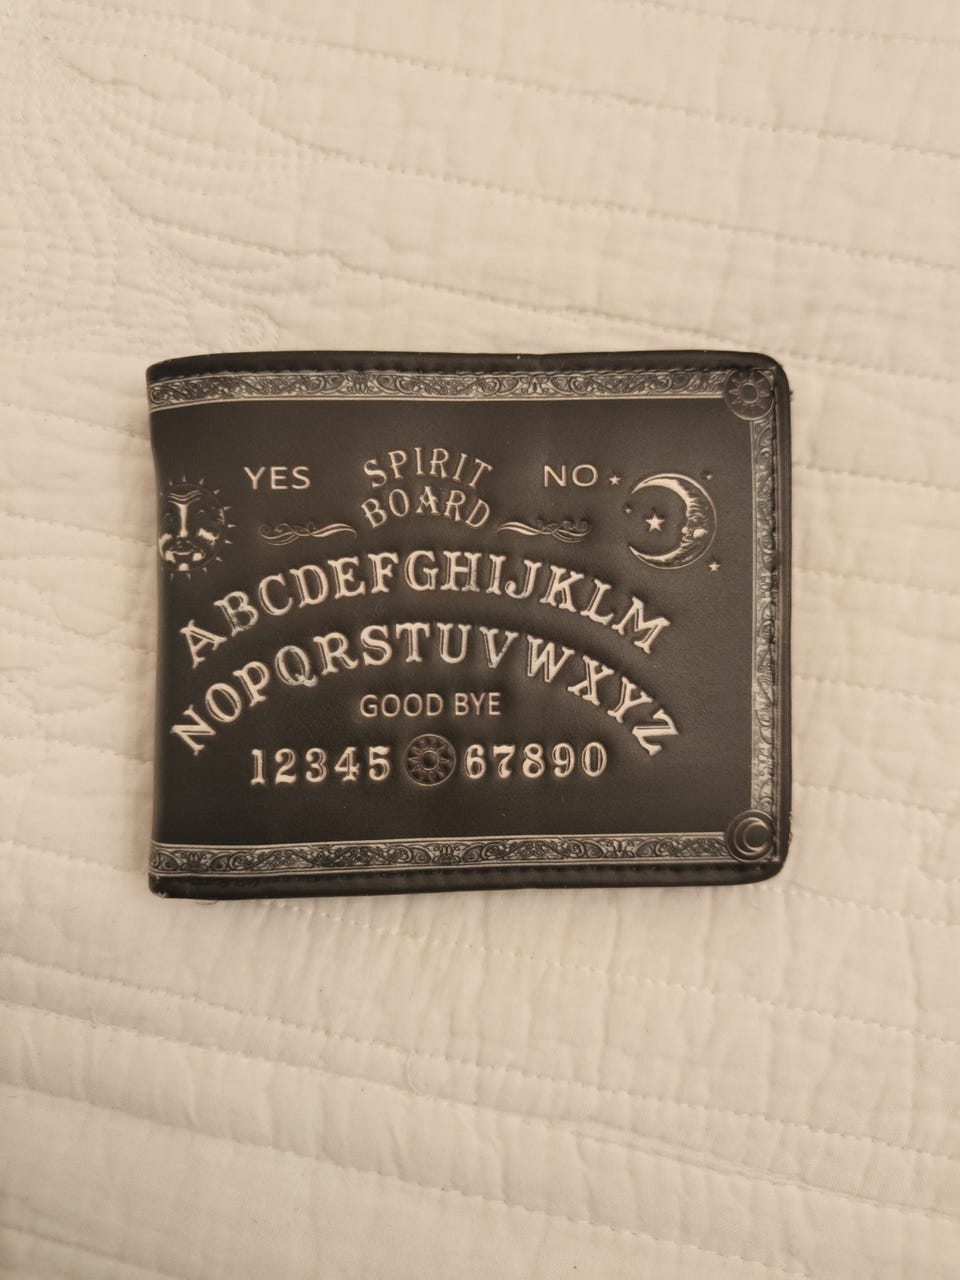 YES
SPIRIT
BOARD
NO
ABCDEFGHIJKLM
NOPQRSTUVWXYZ
GOOD BYE
12345 67890